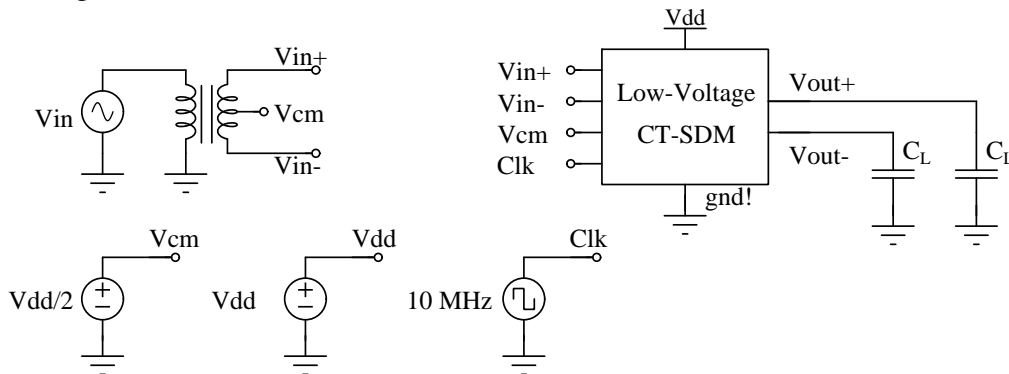 Vin
Vin+
Vcm
Vin-
Vdd
Vin+
Vin-
Vcm
Clk
Low-Voltage
CT-SDM
gnd!
Vout+
Vout-
CL
CL
Vcm
Vdd/2
Vdd
Vdd
Clk
10 MHz